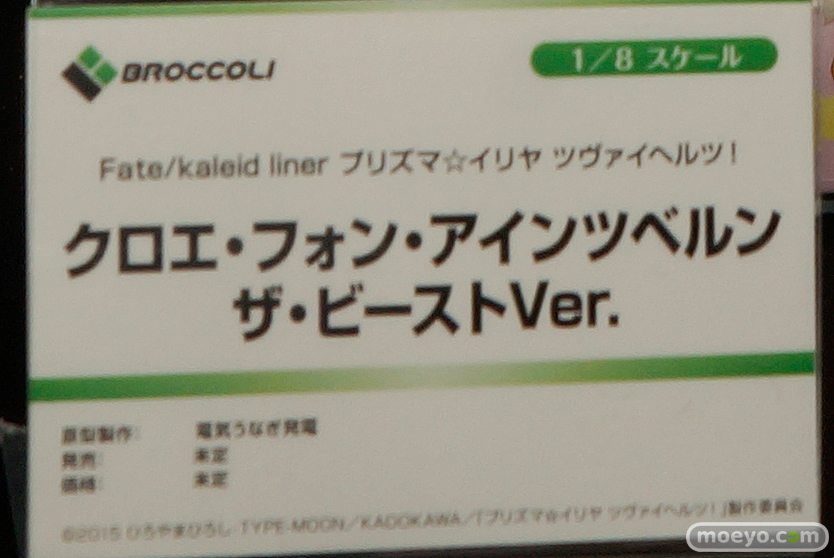 BROCCOLI
1/8 スケール
Fate/kaleid liner プリズマ☆イリヤ ツヴァイヘルツ！
クロエ・フォン・アインツベルン
ザ・ビーストVer.
原型製作: 電気うなぎ発電
発売: 未定
価格: 未定
©2015 ひろやまひろし・TYPE-MOON／KADOKAWA／「プリズマ☆イリヤ ツヴァイヘルツ！」製作委員会
moeyo.com